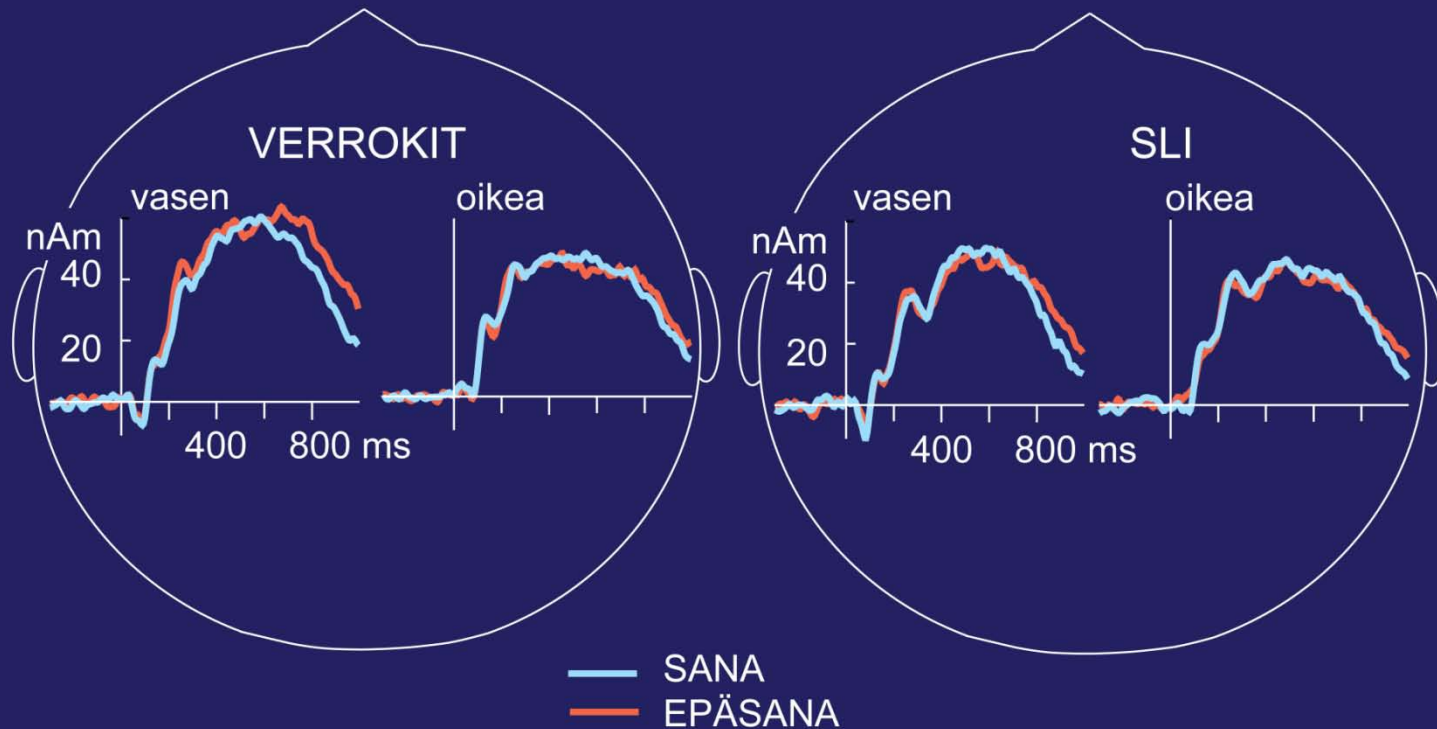 VERROKIT
vasen
oikea
nAm
40
20
400 800 ms
SLI
vasen
oikea
nAm
40
20
400 800 ms
SANA
EPÄSANA